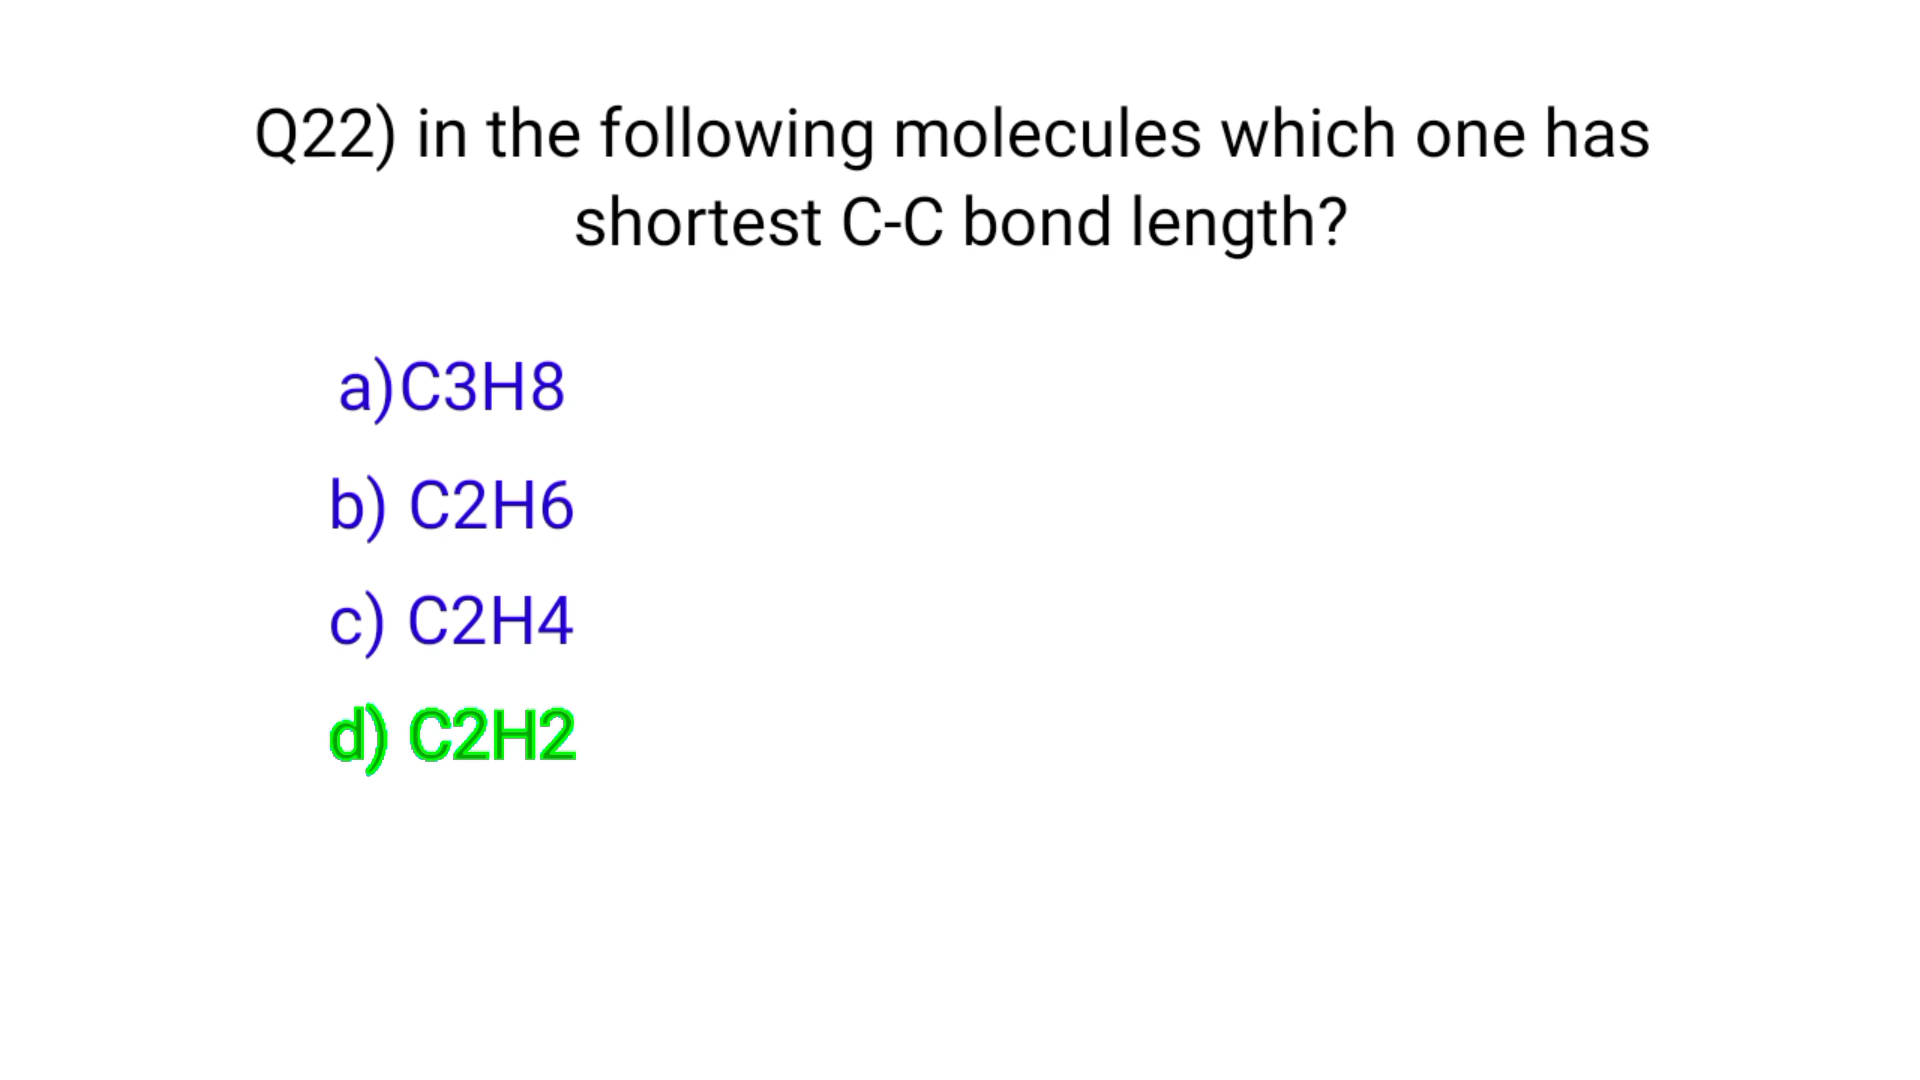 Q22) in the following molecules which one has
shortest C-C bond length?
a)C3H8
b) C2H6
c) C2H4
d) C2H2